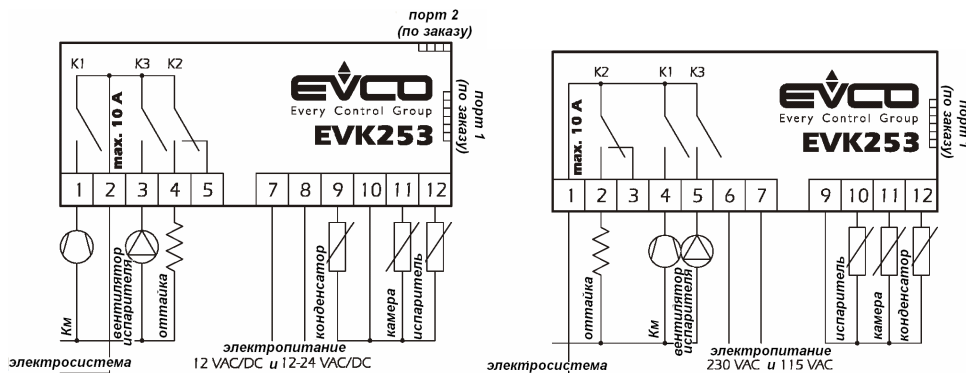 порт 2
(по заказу)
K1
K3
K2
max. 10 A
EVCO
Every Control Group
EVK253
порт 1
(по заказу)
1
2
3
4
5
7
8
9
10
11
12
Км
вентилятор
испарителя
оттайка
конденсатор
камера
испаритель
электросистема
электропитание
12 VAC/DC и 12-24 VAC/DC
K2
K1
K3
max. 10 A
EVCO
Every Control Group
EVK253
порт 1
(по заказу)
1
2
3
4
5
6
7
9
10
11
12
оттайка
Км
вентилятор
испарителя
испаритель
камера
конденсатор
электросистема
электропитание
230 VAC и 115 VAC